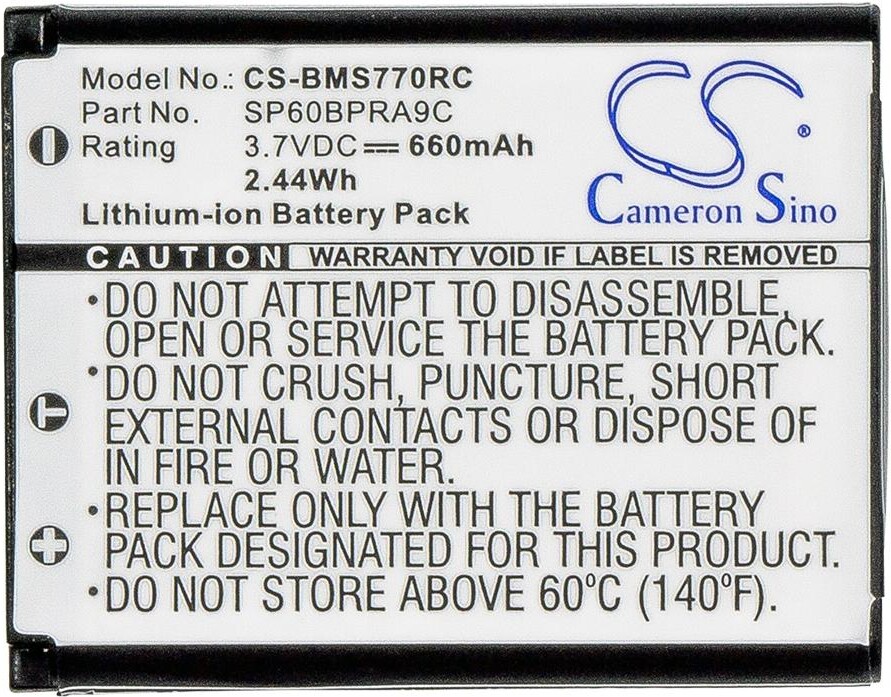 Model No.: CS-BMS770RC
Part No. SP60BPRA9C
Rating 3.7VDC 660mAh
2.44Wh
Lithium-ion Battery Pack
CS
®
Cameron Sino
CAUTION WARRANTY VOID IF LABEL IS REMOVED
•DO NOT ATTEMPT TO DISASSEMBLE,
OPEN OR SERVICE THE BATTERY PACK.
•DO NOT CRUSH, PUNCTURE, SHORT
EXTERNAL CONTACTS OR DISPOSE OF
IN FIRE OR WATER.
•REPLACE ONLY WITH THE BATTERY
PACK DESIGNATED FOR THIS PRODUCT.
•DO NOT STORE ABOVE 60ºC (140ºF).
T